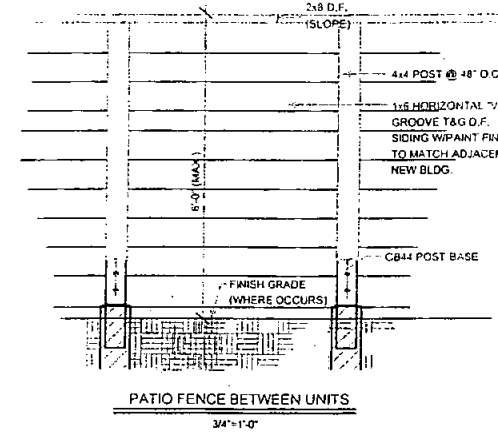 2x8 D.F.
(SLOPE)
4x4 POST @ 48" O.C
1x6 HORIZONTAL "V
GROOVE T&G D.F.
SIDING W/PAINT FIN
TO MATCH ADJACEN
NEW BLDG.
6'-0" (MAX.)
CB44 POST BASE
FINISH GRADE
(WHERE OCCURS)
PATIO FENCE BETWEEN UNITS
3/4"=1'-0"